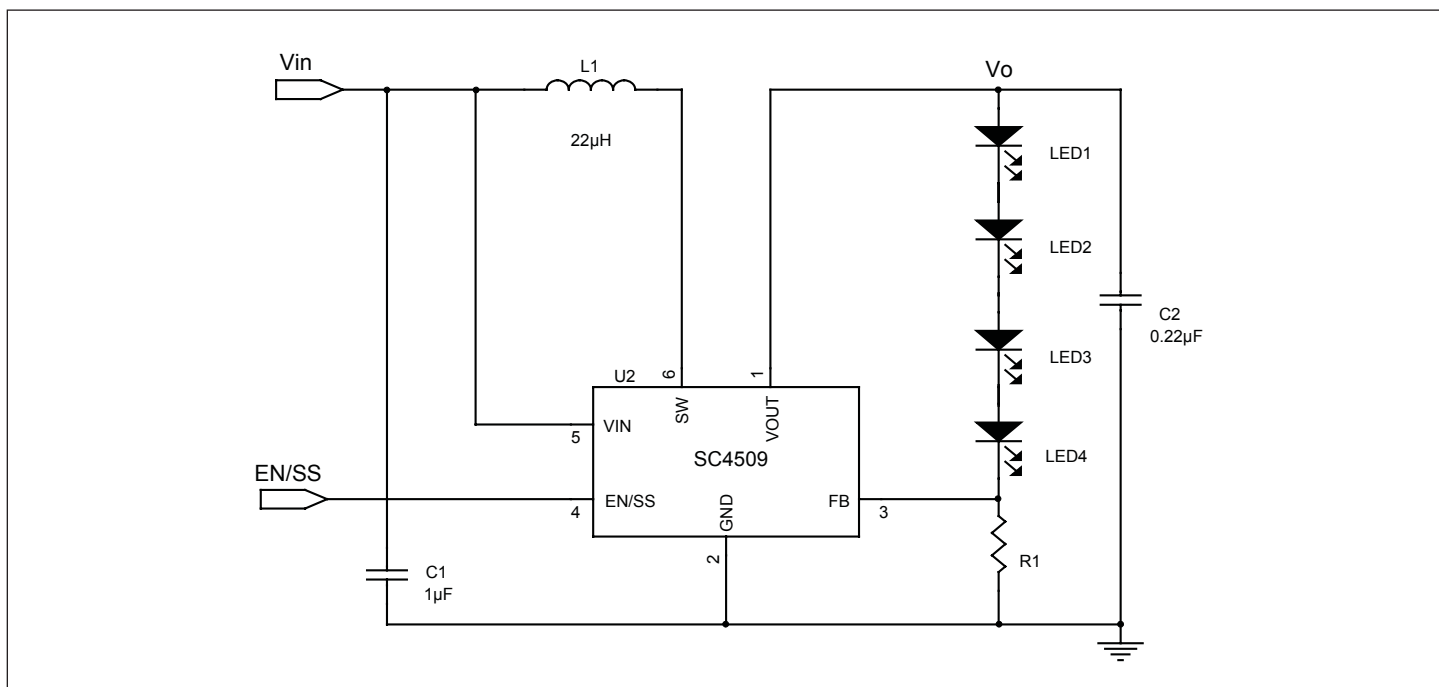 Vin
L1
22µH
Vo
LED1
LED2
C2
0.22µF
LED3
LED4
U2
6
1
SW
VOUT
VIN
5
SC4509
EN/SS
EN/SS
4
GND
FB
3
2
R1
C1
1µF